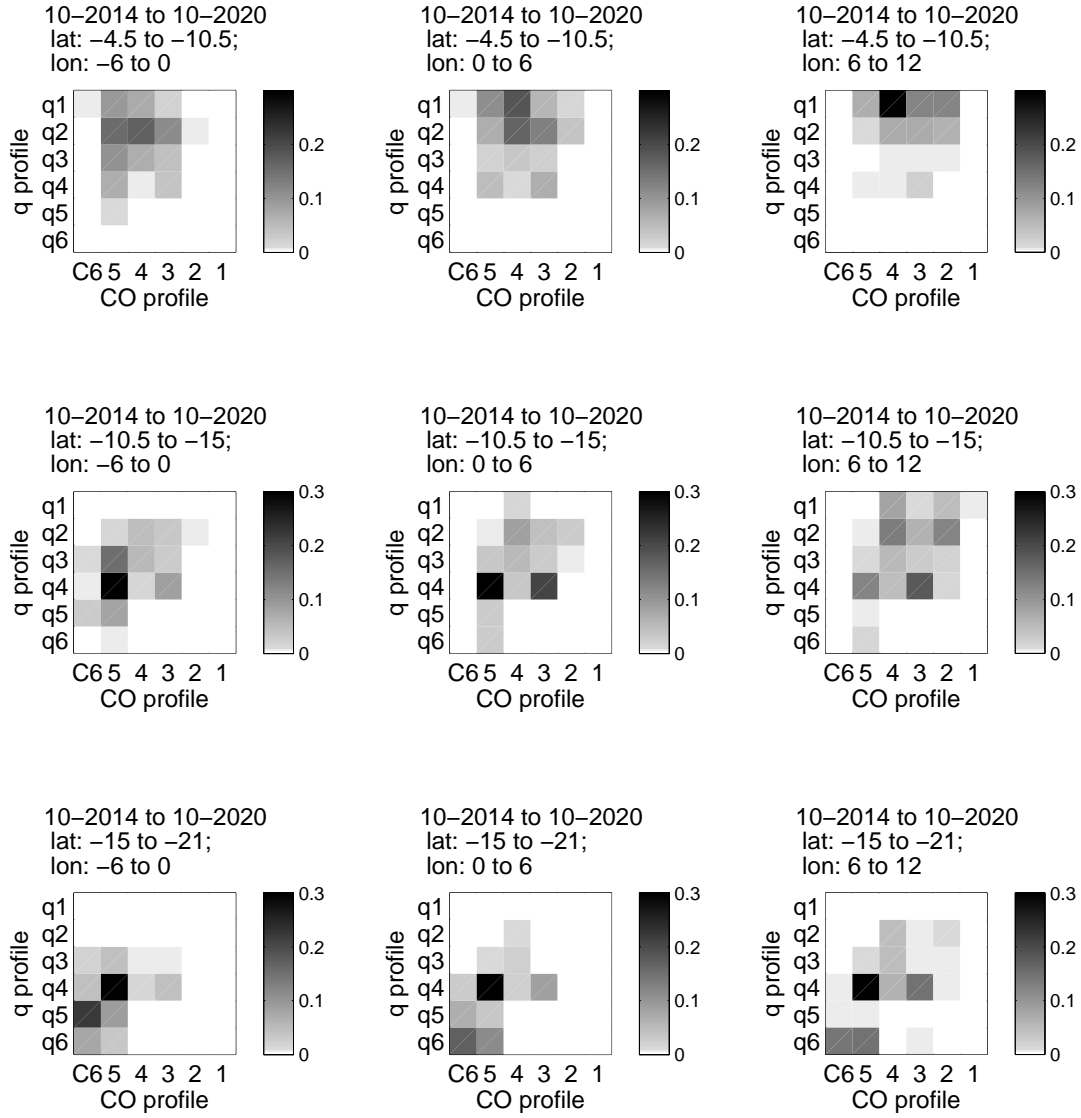 10−2014 to 10−2020
lat: −4.5 to −10.5;
lon: −6 to 0
q profile
q1
q2
q3
q4
q5
q6
C6 5 4 3 2 1
CO profile
0.2
0.1
0
10−2014 to 10−2020
lat: −4.5 to −10.5;
lon: 0 to 6
q profile
q1
q2
q3
q4
q5
q6
C6 5 4 3 2 1
CO profile
0.2
0.1
0
10−2014 to 10−2020
lat: −4.5 to −10.5;
lon: 6 to 12
q profile
q1
q2
q3
q4
q5
q6
C6 5 4 3 2 1
CO profile
0.2
0.1
0
10−2014 to 10−2020
lat: −10.5 to −15;
lon: −6 to 0
q profile
q1
q2
q3
q4
q5
q6
C6 5 4 3 2 1
CO profile
0.3
0.2
0.1
0
10−2014 to 10−2020
lat: −10.5 to −15;
lon: 0 to 6
q profile
q1
q2
q3
q4
q5
q6
C6 5 4 3 2 1
CO profile
0.3
0.2
0.1
0
10−2014 to 10−2020
lat: −10.5 to −15;
lon: 6 to 12
q profile
q1
q2
q3
q4
q5
q6
C6 5 4 3 2 1
CO profile
0.3
0.2
0.1
0
10−2014 to 10−2020
lat: −15 to −21;
lon: −6 to 0
q profile
q1
q2
q3
q4
q5
q6
C6 5 4 3 2 1
CO profile
0.3
0.2
0.1
0
10−2014 to 10−2020
lat: −15 to −21;
lon: 0 to 6
q profile
q1
q2
q3
q4
q5
q6
C6 5 4 3 2 1
CO profile
0.3
0.2
0.1
0
10−2014 to 10−2020
lat: −15 to −21;
lon: 6 to 12
q profile
q1
q2
q3
q4
q5
q6
C6 5 4 3 2 1
CO profile
0.3
0.2
0.1
0